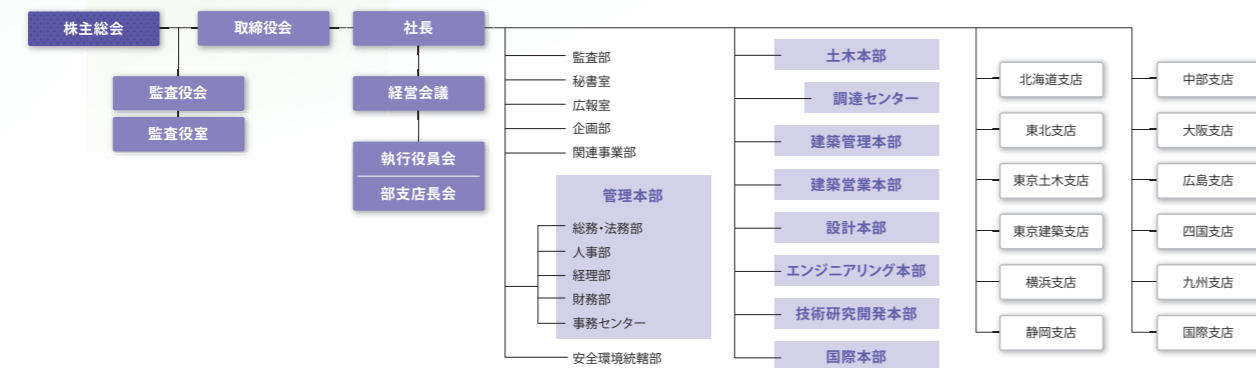 株主総会
取締役会
社長
監査役会
監査役室
経営会議
執行役員会
部支店長会
監査部
秘書室
広報室
企画部
関連事業部
管理本部
総務・法務部
人事部
経理部
財務部
事務センター
安全環境統轄部
土木本部
調達センター
建築管理本部
建築営業本部
設計本部
エンジニアリング本部
技術研究開発本部
国際本部
北海道支店
東北支店
東京土木支店
東京建築支店
横浜支店
静岡支店
中部支店
大阪支店
広島支店
四国支店
九州支店
国際支店